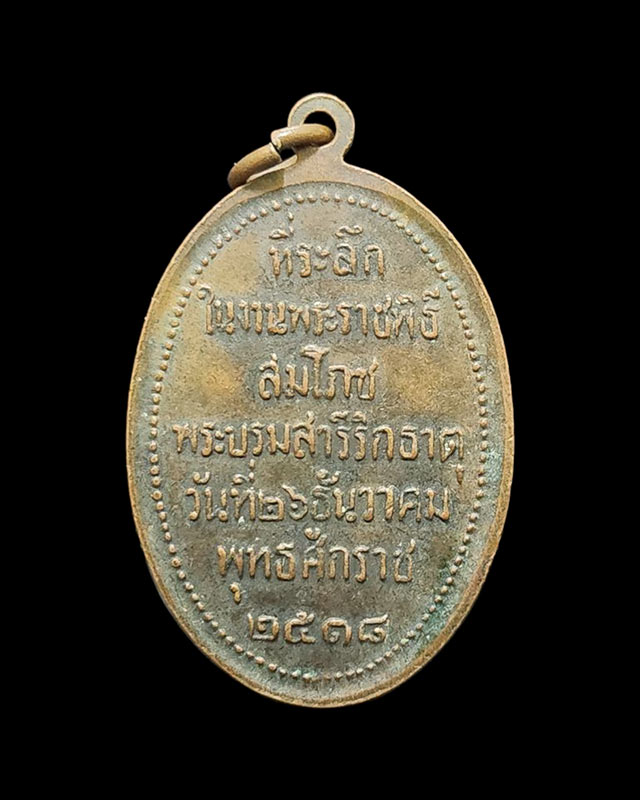 ที่ระลึก
ในงานพระราชพิธี
สมโภช
พระบรมสารีริกธาตุ
วันที่๒๖ธันวาคม
พุทธศักราช
๒๕๑๘